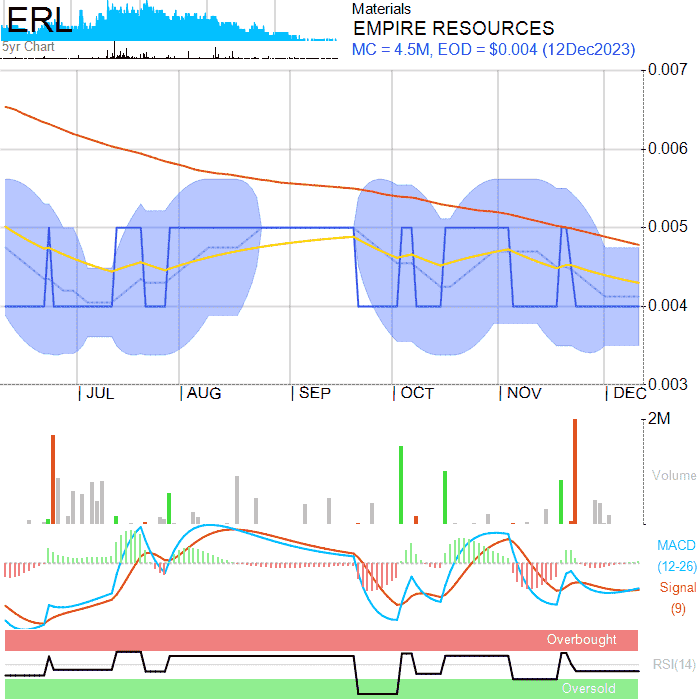 ERL
5yr Chart
Materials
EMPIRE RESOURCES
MC = 4.5M, EOD = $0.004 (12Dec2023)
0.007
0.006
0.005
0.004
0.003
JUL
AUG
SEP
OCT
NOV
DEC
2M
Volume
MACD
(12-26)
Signal
(9)
Overbought
RSI(14)
Oversold